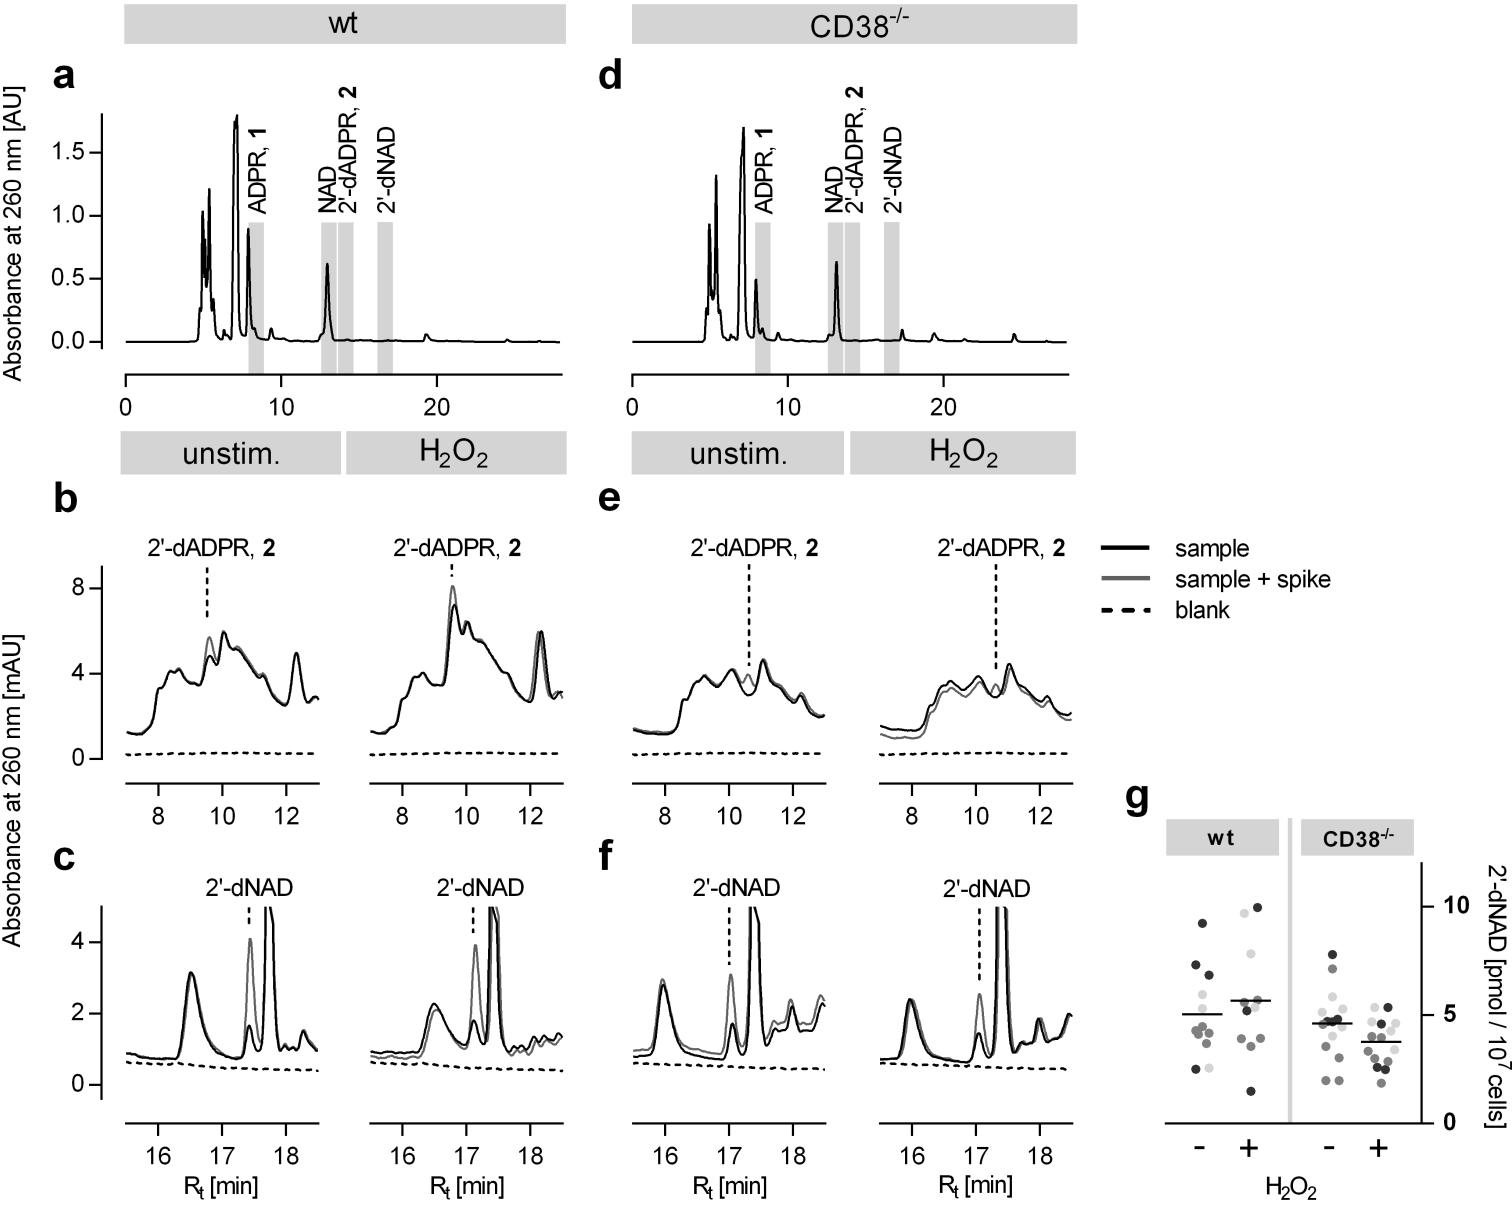 wt
CD38-/-
a
d
Absorbance at 260 nm [AU]
1.5
1.0
0.5
0.0
ADPR, 1
NAD
2'-dADPR, 2
2'-dNAD
ADPR, 1
NAD
2'-dADPR, 2
2'-dNAD
0 10 20
0 10 20
unstim.
H2O2
unstim.
H2O2
b
e
2'-dADPR, 2
2'-dADPR, 2
2'-dADPR, 2
2'-dADPR, 2
sample
sample + spike
blank
Absorbance at 260 nm [mAU]
8
4
0
8 10 12
8 10 12
8 10 12
8 10 12
c
f
2'-dNAD
2'-dNAD
2'-dNAD
2'-dNAD
4
2
0
16 17 18
16 17 18
16 17 18
16 17 18
Rt [min]
Rt [min]
Rt [min]
Rt [min]
g
wt
CD38-/-
10
5
0
2'-dNAD [pmol / 10^7 cells]
- + - +
H2O2